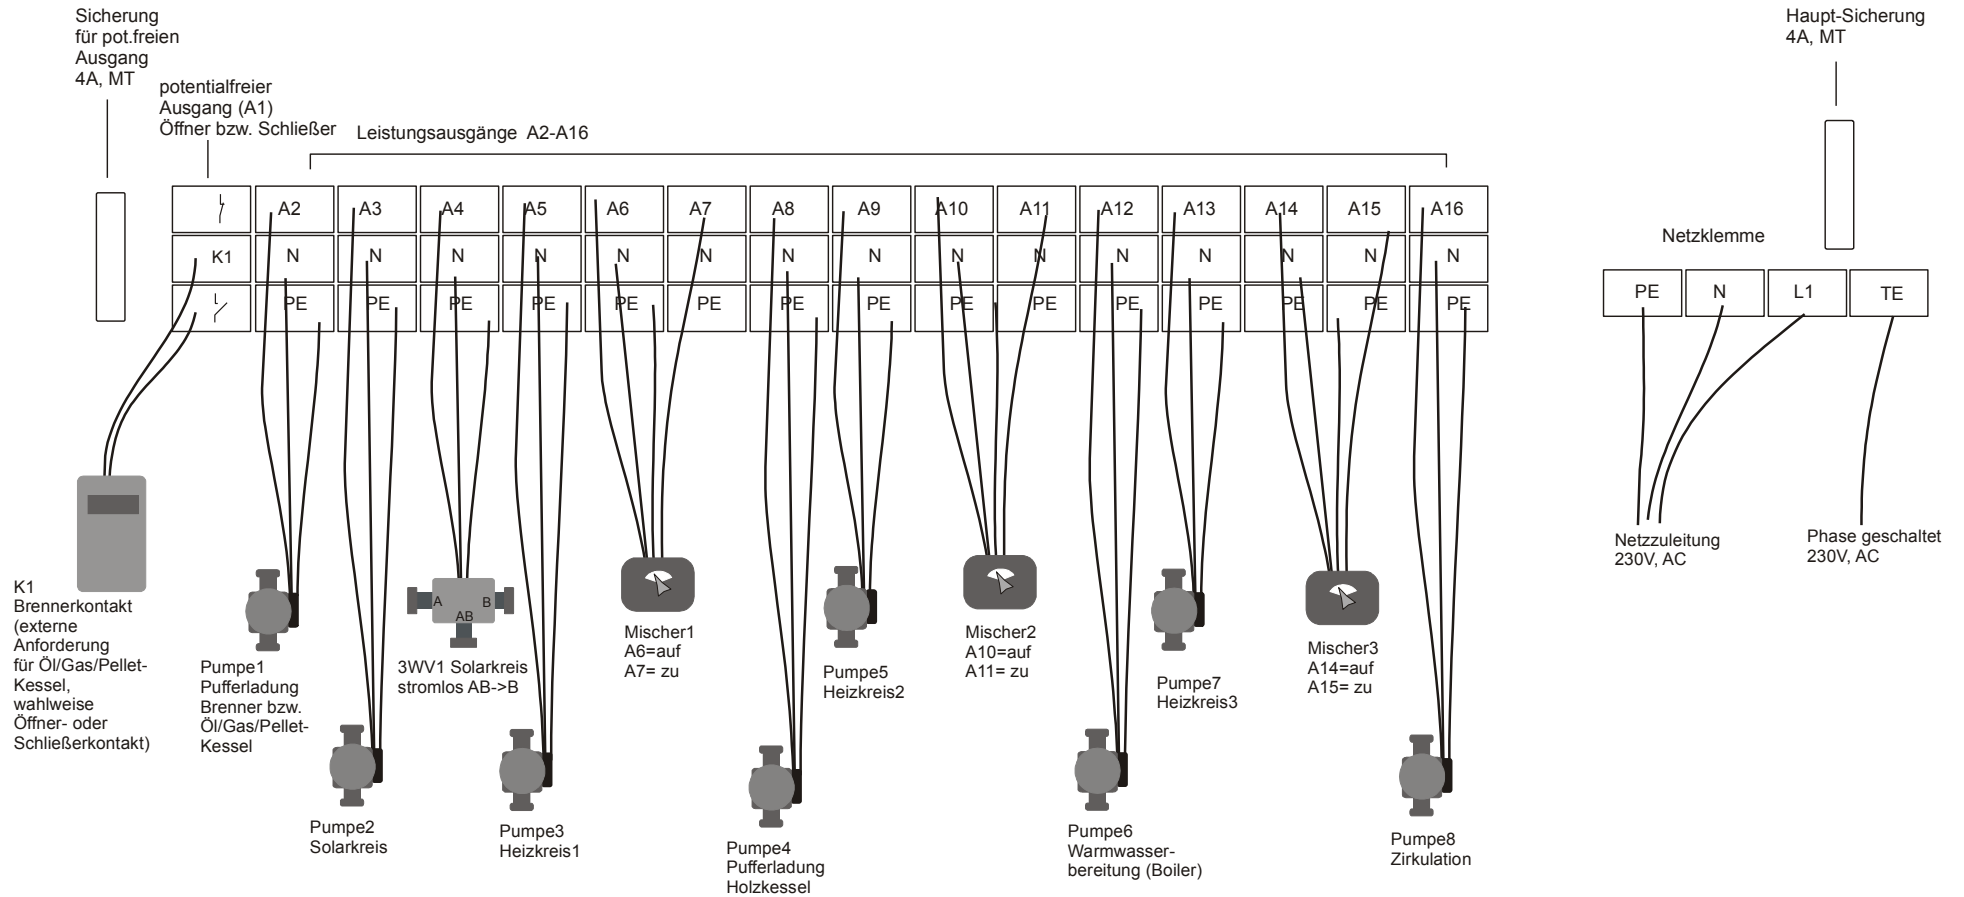 Sicherung
für pot.freien
Ausgang
4A, MT
potentialfreier
Ausgang (A1)
Öffner bzw. Schließer
Leistungsausgänge A2-A16
Haupt-Sicherung
4A, MT
A2 A3 A4 A5 A6 A7 A8 A9 A10 A11 A12 A13 A14 A15 A16
K1 N N N N N N N N N N N N N N N
PE PE PE PE PE PE PE PE PE PE PE PE PE PE PE
Netzklemme
PE N L1 TE
Netzzuleitung
230V, AC
Phase geschaltet
230V, AC
K1
Brennerkontakt
(externe
Anforderung
für Öl/Gas/Pellet-
Kessel,
wahlweise
Öffner- oder
Schließerkontakt)
Pumpe1
Pufferladung
Brenner bzw.
Öl/Gas/Pellet-
Kessel
Pumpe2
Solarkreis
A B
AB
3WV1 Solarkreis
stromlos AB->B
Pumpe3
Heizkreis1
Mischer1
A6=auf
A7= zu
Pumpe4
Pufferladung
Holzkessel
Pumpe5
Heizkreis2
Mischer2
A10=auf
A11= zu
Pumpe6
Warmwasser-
bereitung (Boiler)
Pumpe7
Heizkreis3
Mischer3
A14=auf
A15= zu
Pumpe8
Zirkulation